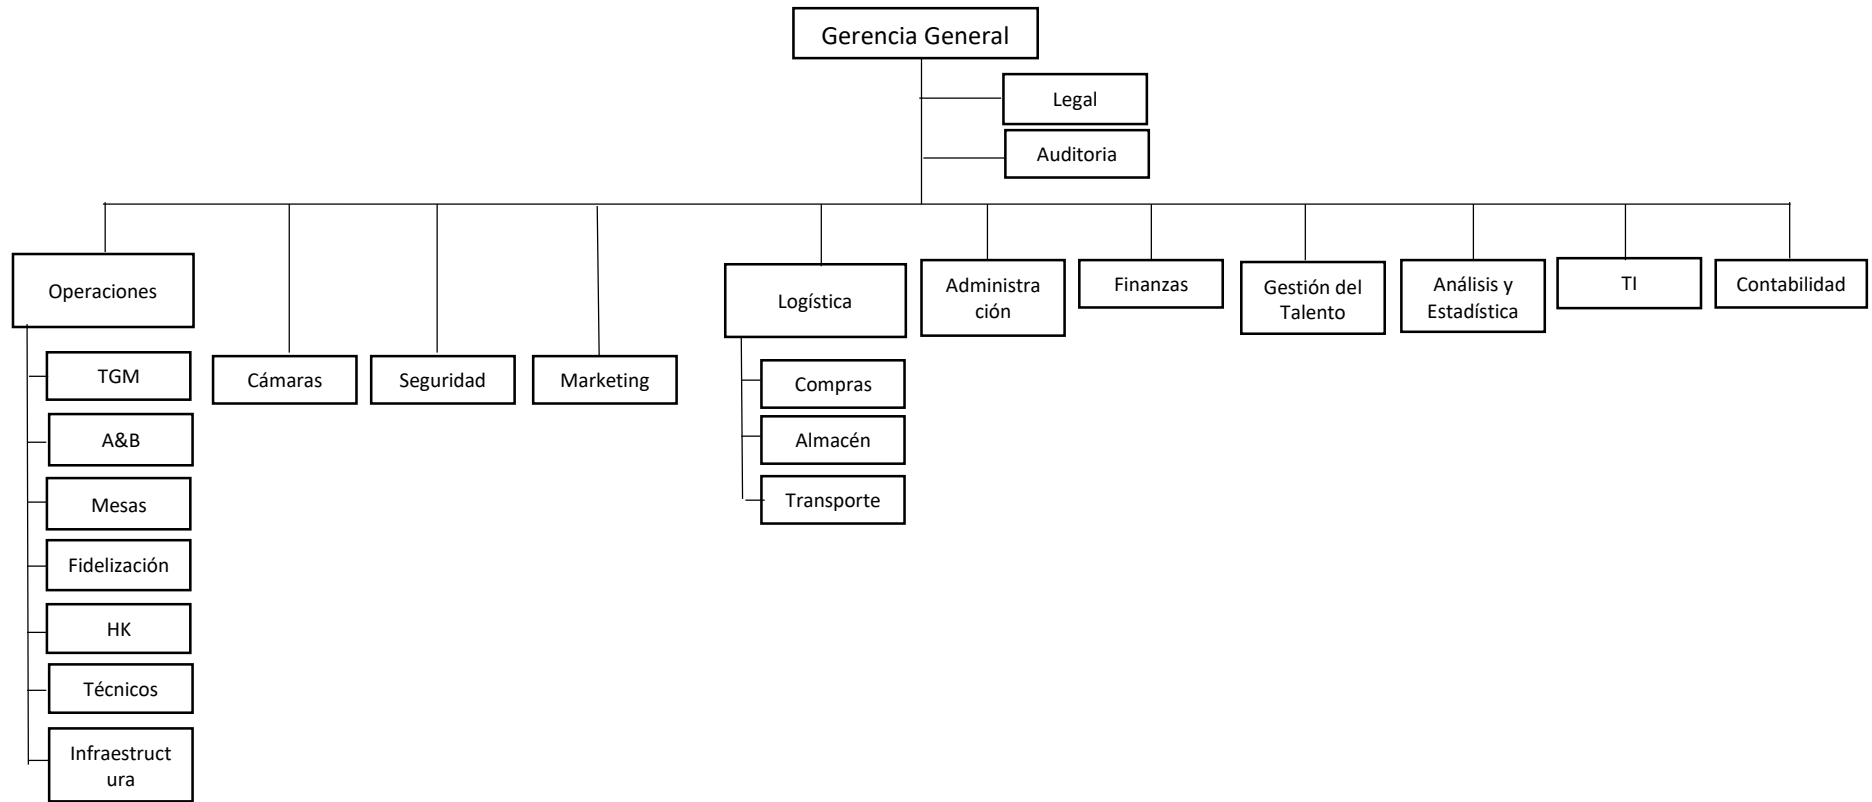 Gerencia General
Legal
Auditoria
Operaciones
TGM
A&B
Mesas
Fidelización
HK
Técnicos
Infraestruct
ura
Cámaras
Seguridad
Marketing
Logística
Compras
Almacén
Transporte
Administra
ción
Finanzas
Gestión del
Talento
Análisis y
Estadística
TI
Contabilidad